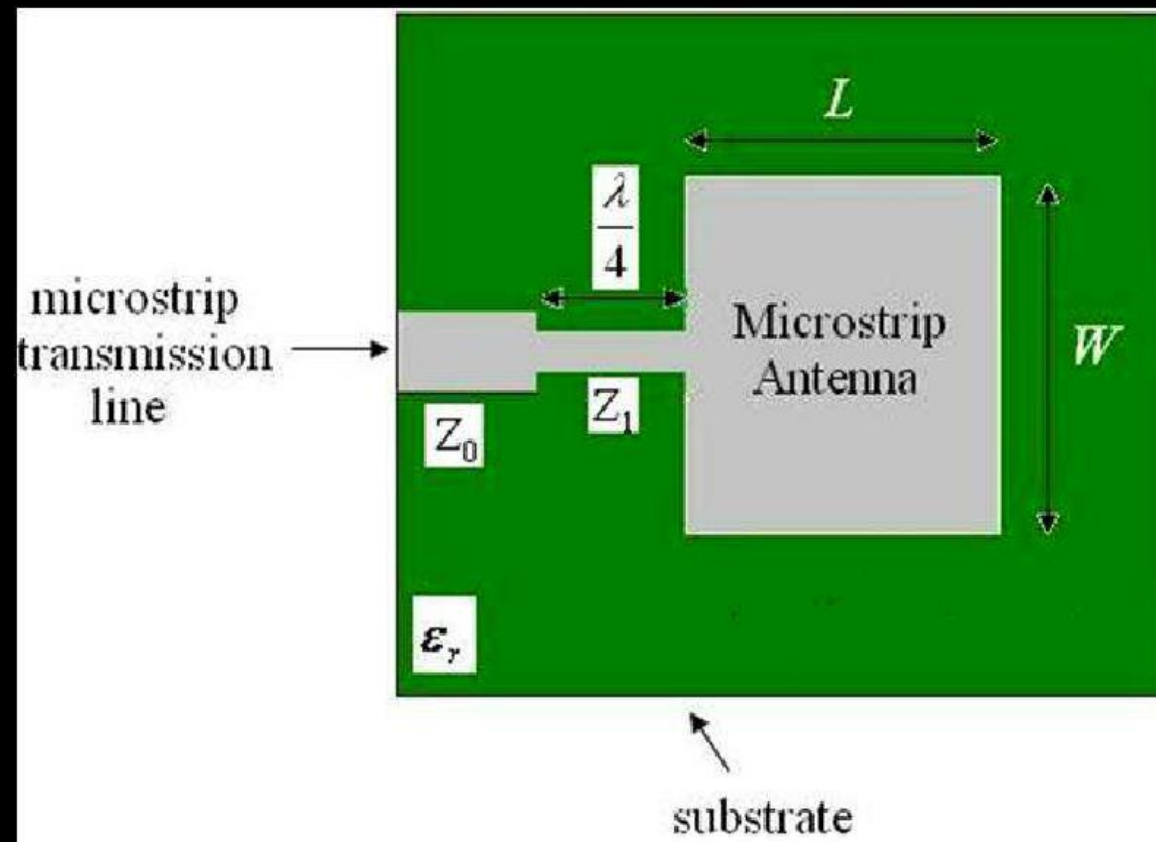 L
λ
4
microstrip
transmission
line
Microstrip
Antenna
W
Z₀
Z₁
εᵣ
substrate